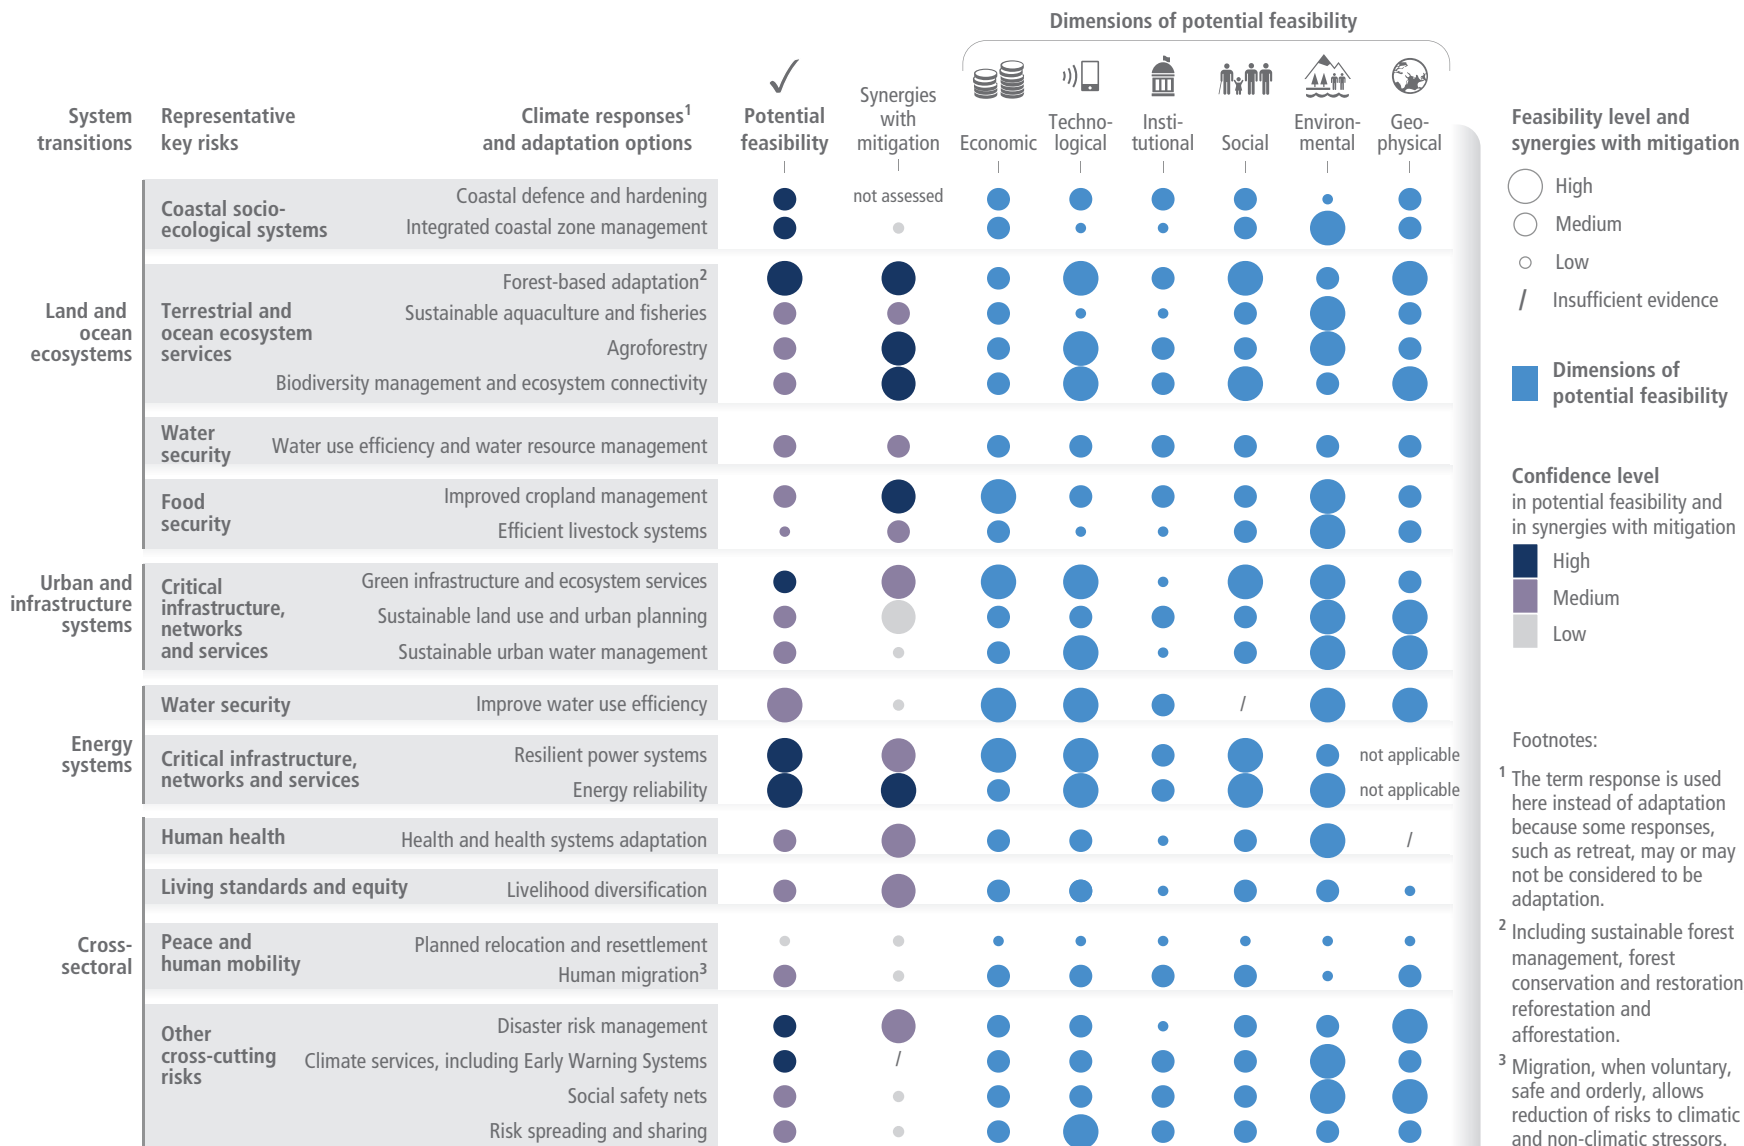 Dimensions of potential feasibility
System transitions
Representative key risks
Climate responses1 and adaptation options
Potential feasibility
Synergies with mitigation
Economic
Techno-
logical
Insti-
tutional
Social
Environ-
mental
Geo-
physical
Land and ocean ecosystems
Coastal socio-
ecological systems
Coastal defence and hardening
not assessed
Integrated coastal zone management
Terrestrial and
ocean ecosystem
services
Forest-based adaptation2
Sustainable aquaculture and fisheries
Agroforestry
Biodiversity management and ecosystem connectivity
Water
security
Water use efficiency and water resource management
Food
security
Improved cropland management
Efficient livestock systems
Urban and
infrastructure
systems
Critical
infrastructure,
networks
and services
Green infrastructure and ecosystem services
Sustainable land use and urban planning
Sustainable urban water management
Energy
systems
Water security
Improve water use efficiency
/
Critical infrastructure,
networks and services
Resilient power systems
not applicable
Energy reliability
not applicable
Cross-
sectoral
Human health
Health and health systems adaptation
/
Living standards and equity
Livelihood diversification
Peace and
human mobility
Planned relocation and resettlement
Human migration3
Other
cross-cutting
risks
Disaster risk management
Climate services, including Early Warning Systems
/
Social safety nets
Risk spreading and sharing
Feasibility level and
synergies with mitigation
High
Medium
Low
/ Insufficient evidence
Dimensions of
potential feasibility
Confidence level
in potential feasibility and
in synergies with mitigation
High
Medium
Low
Footnotes:
1 The term response is used
here instead of adaptation
because some responses,
such as retreat, may or may
not be considered to be
adaptation.
2 Including sustainable forest
management, forest
conservation and restoration
reforestation and
afforestation.
3 Migration, when voluntary,
safe and orderly, allows
reduction of risks to climatic
and non-climatic stressors.